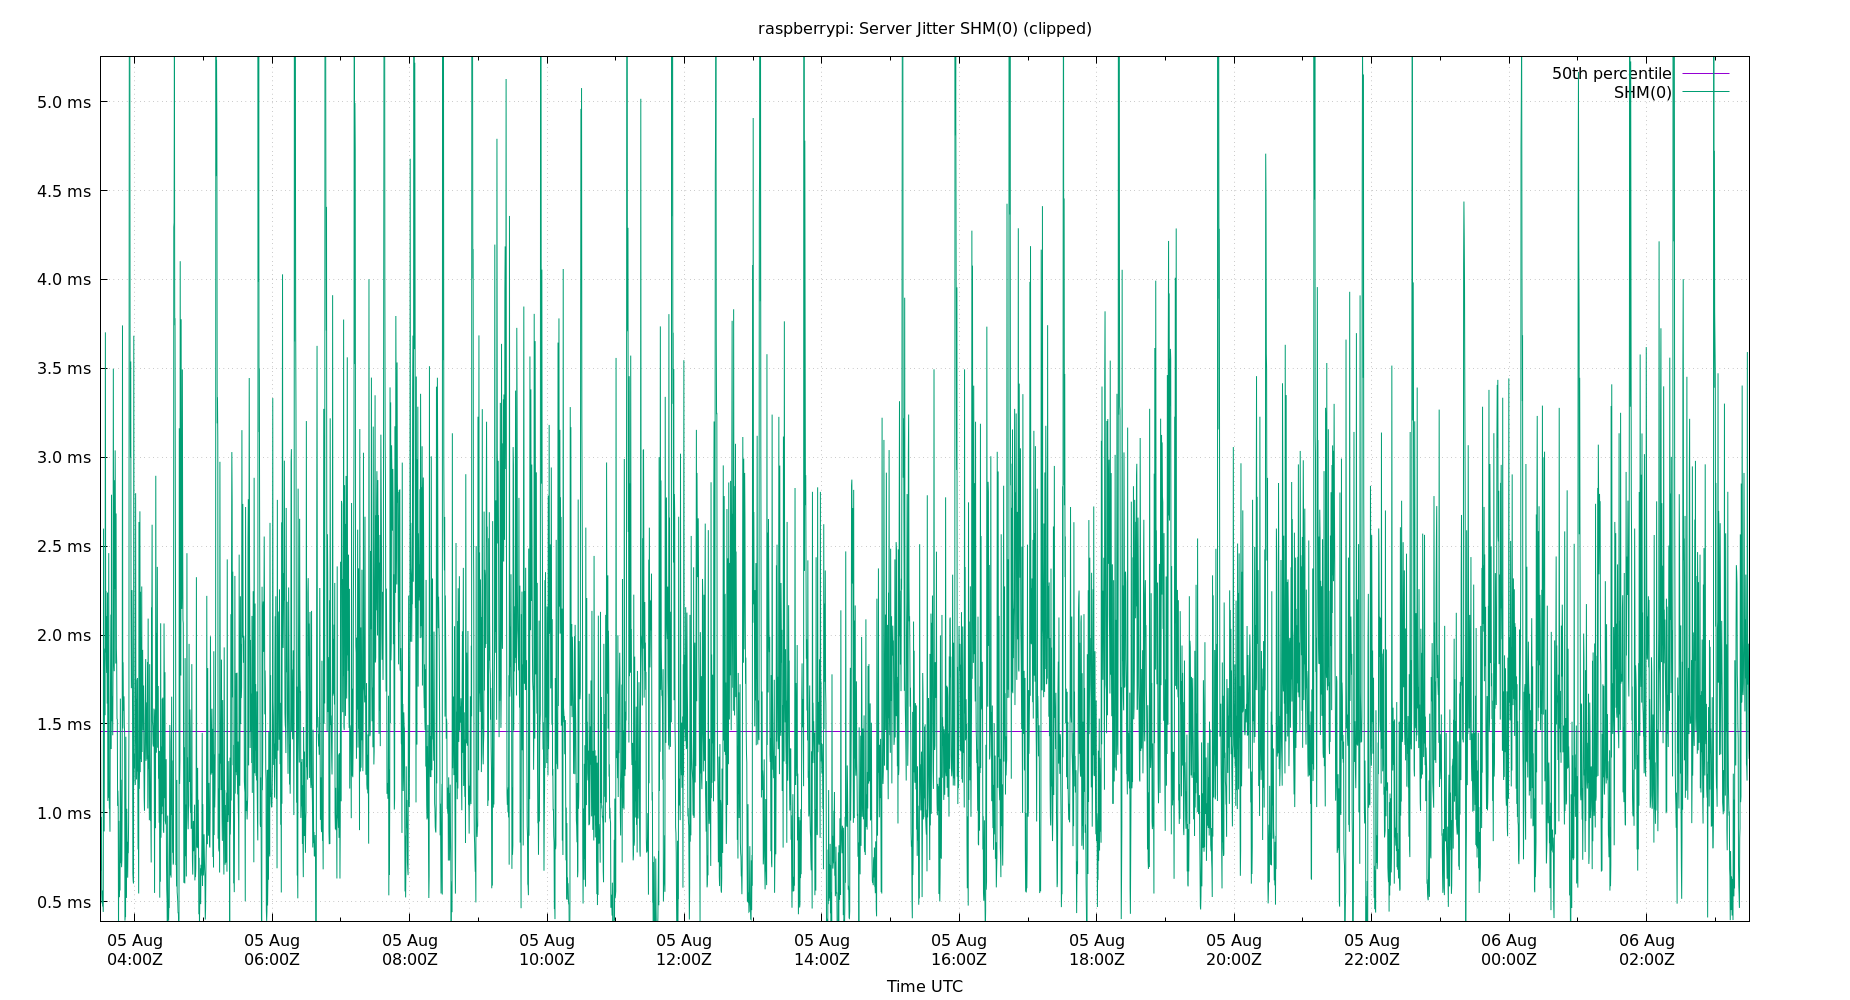 raspberrypi: Server Jitter SHM(0) (clipped)
50th percentile
SHM(0)
5.0 ms
4.5 ms
4.0 ms
3.5 ms
3.0 ms
2.5 ms
2.0 ms
1.5 ms
1.0 ms
0.5 ms
05 Aug 05 Aug 05 Aug 05 Aug 05 Aug 05 Aug 05 Aug 05 Aug 05 Aug 05 Aug 06 Aug 06 Aug
04:00Z 06:00Z 08:00Z 10:00Z 12:00Z 14:00Z 16:00Z 18:00Z 20:00Z 22:00Z 00:00Z 02:00Z
Time UTC